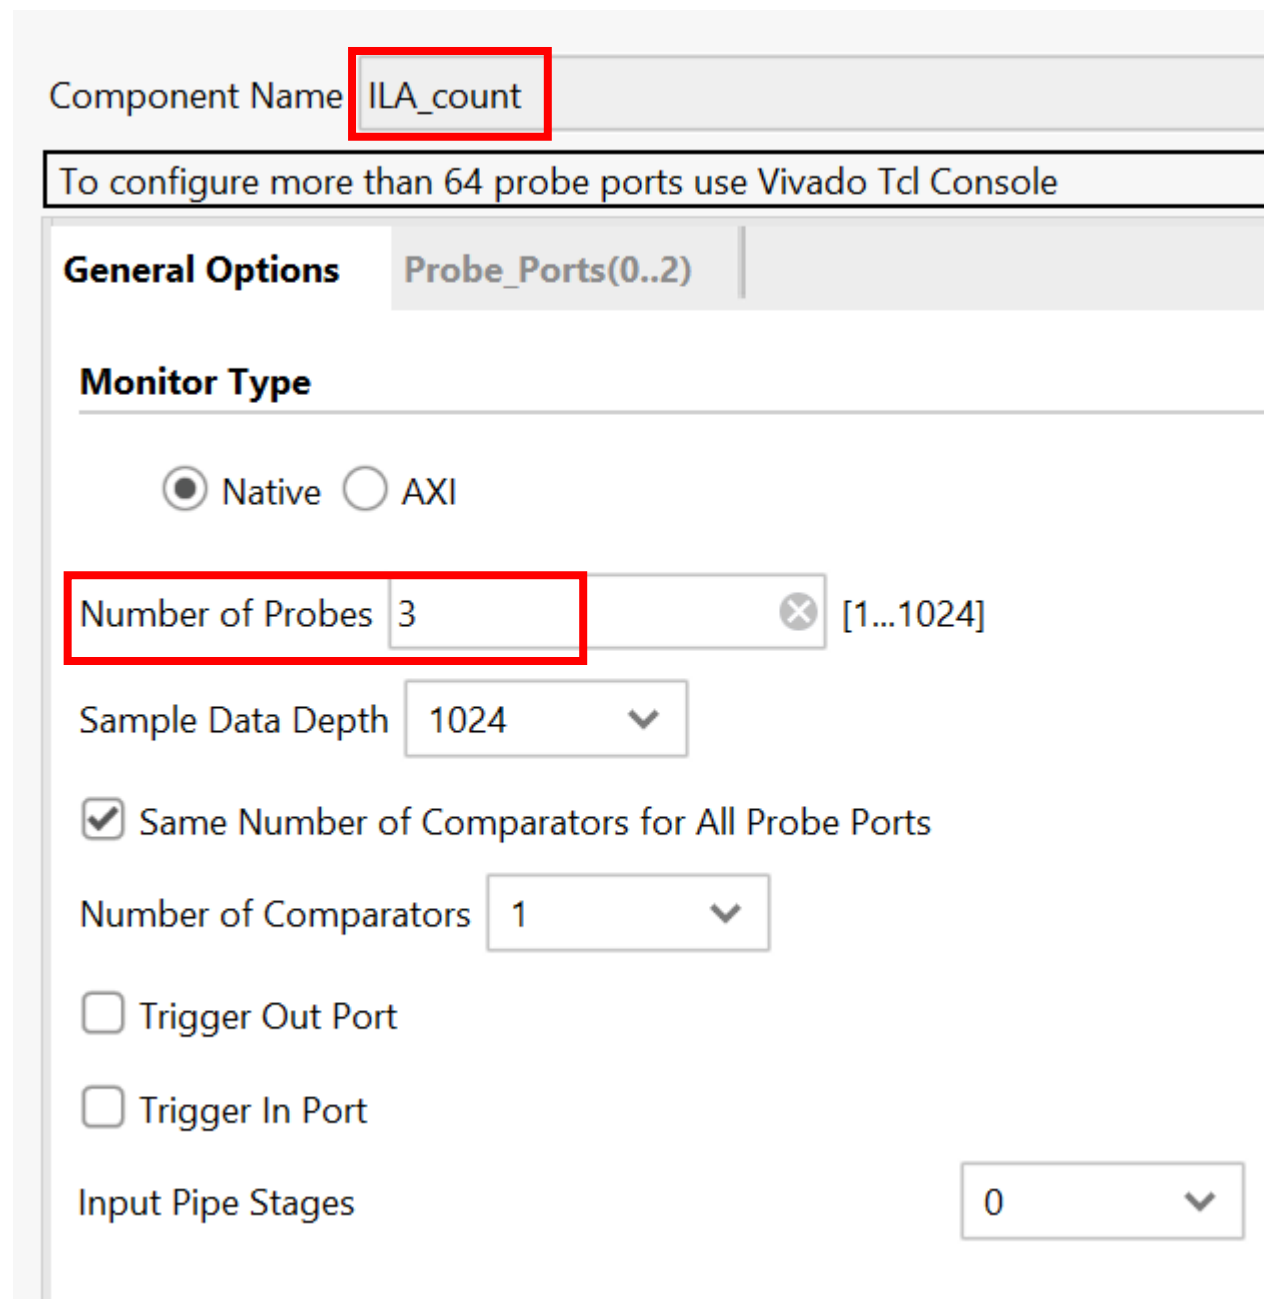 Component Name ILA_count
To configure more than 64 probe ports use Vivado Tcl Console
General Options Probe_Ports(0..2)
Monitor Type
Native AXI
Number of Probes 3 [1...1024]
Sample Data Depth 1024
Same Number of Comparators for All Probe Ports
Number of Comparators 1
Trigger Out Port
Trigger In Port
Input Pipe Stages 0